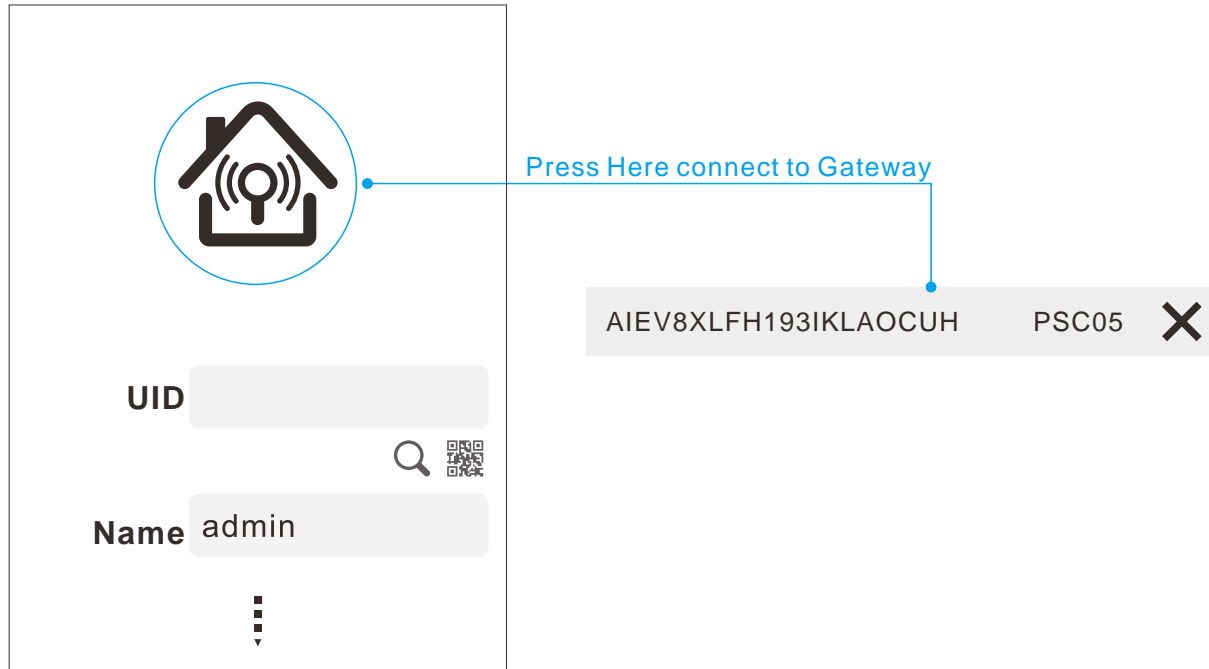 Press Here connect to Gateway
AIEV8XLFH193IKLAOCUH PSC05
UID
Name admin